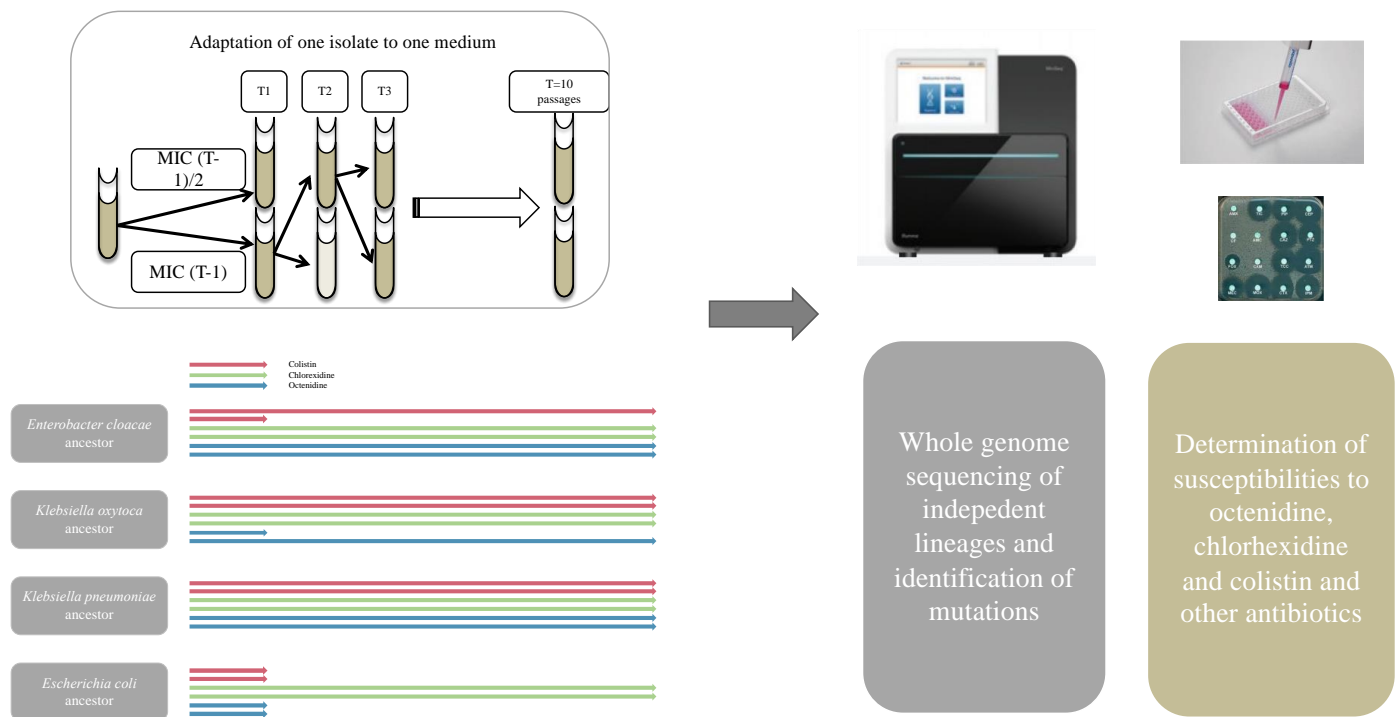 Adaptation of one isolate to one medium
T1
T2
T3
T=10
passages
MIC (T-
1)/2
MIC (T-1)
Colistin
Chlorexidine
Octenidine
Enterobacter cloacae
ancestor
Klebsiella oxytoca
ancestor
Klebsiella pneumoniae
ancestor
Escherichia coli
ancestor
Whole genome
sequencing of
indepedent
lineages and
identification of
mutations
Determination of
susceptibilities to
octenidine,
chlorhexidine
and colistin and
other antibiotics